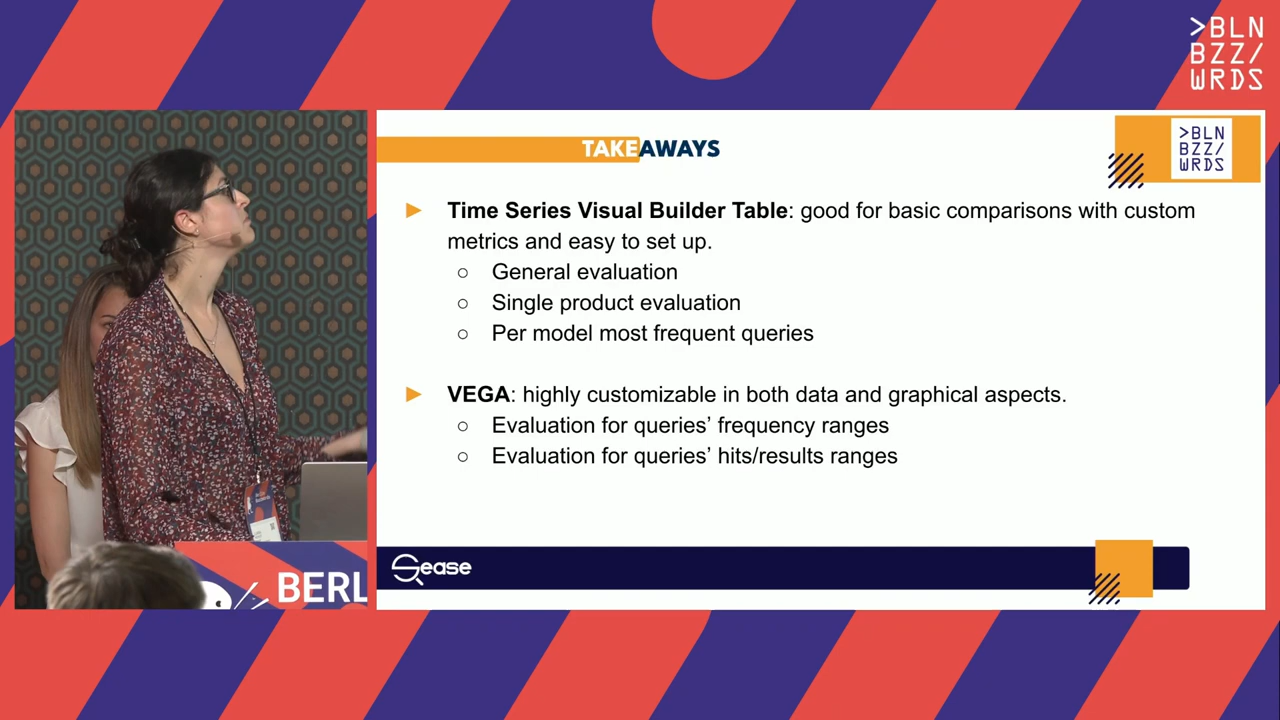 >BLN
BZZ/
WRDS
TAKEAWAYS
>BLN
BZZ/
WRDS
► Time Series Visual Builder Table: good for basic comparisons with custom
metrics and easy to set up.
○ General evaluation
○ Single product evaluation
○ Per model most frequent queries
► VEGA: highly customizable in both data and graphical aspects.
○ Evaluation for queries’ frequency ranges
○ Evaluation for queries’ hits/results ranges
Sease
BERL